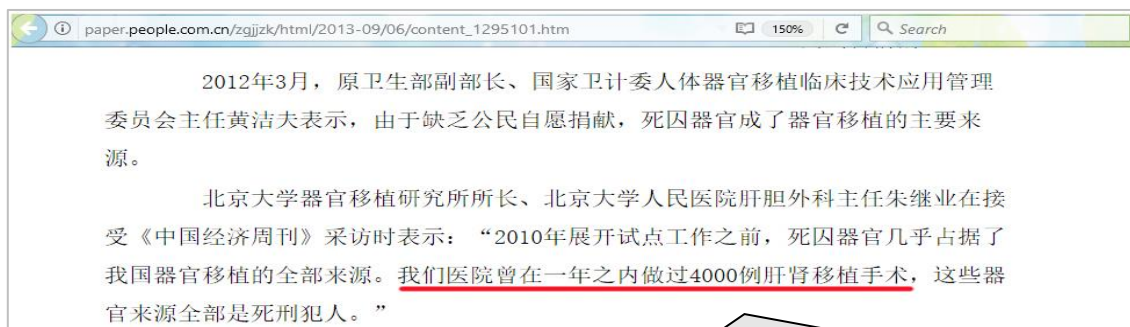 paper.people.com.cn/zgjjzk/html/2013-09/06/content_1295101.htm 150% Search
2012年3月，原卫生部副部长、国家卫计委人体器官移植临床技术应用管理
委员会主任黄洁夫表示，由于缺乏公民自愿捐献，死囚器官成了器官移植的主要来
源。
北京大学器官移植研究所所长、北京大学人民医院肝胆外科主任朱继业在接
受《中国经济周刊》采访时表示：“2010年展开试点工作之前，死囚器官几乎占据了
我国器官移植的全部来源。我们医院曾在一年之内做过4000例肝肾移植手术，这些器
官来源全部是死刑犯人。”